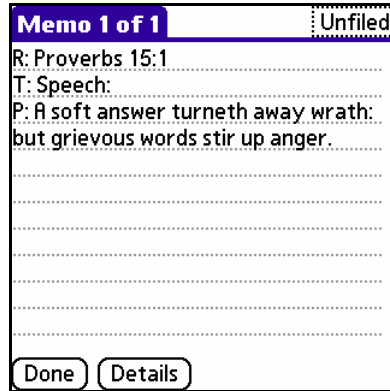 Memo 1 of 1
Unfiled
R: Proverbs 15:1
T: Speech:
P: A soft answer turneth away wrath:
but grievous words stir up anger.
Done
Details